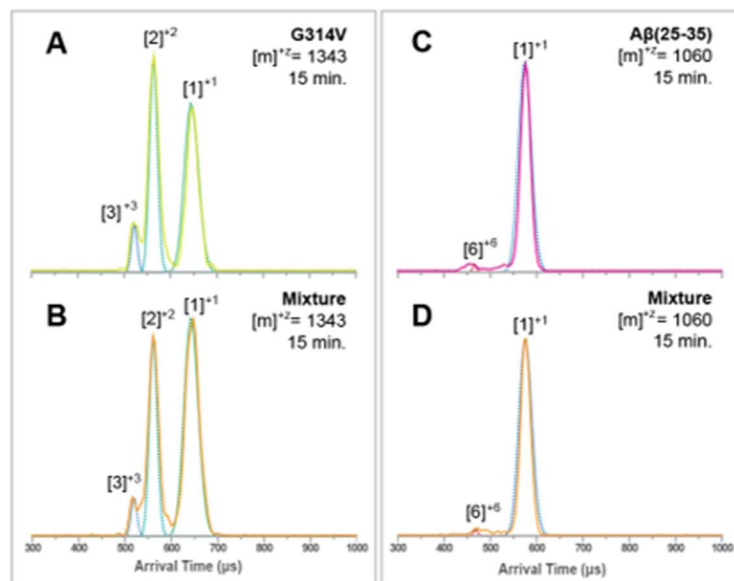 A
G314V
[m]⁺ᶻ= 1343
15 min.
[2]⁺²
[1]⁺¹
[3]⁺³
B
Mixture
[m]⁺ᶻ= 1343
15 min.
[2]⁺²
[1]⁺¹
[3]⁺³
300 400 500 600 700 800 900 1000
Arrival Time (µs)
C
Aβ(25-35)
[m]⁺ᶻ= 1060
15 min.
[1]⁺¹
[6]⁺⁶
D
Mixture
[m]⁺ᶻ= 1060
15 min.
[1]⁺¹
[6]⁺⁶
300 400 500 600 700 800 900 1000
Arrival Time (µs)